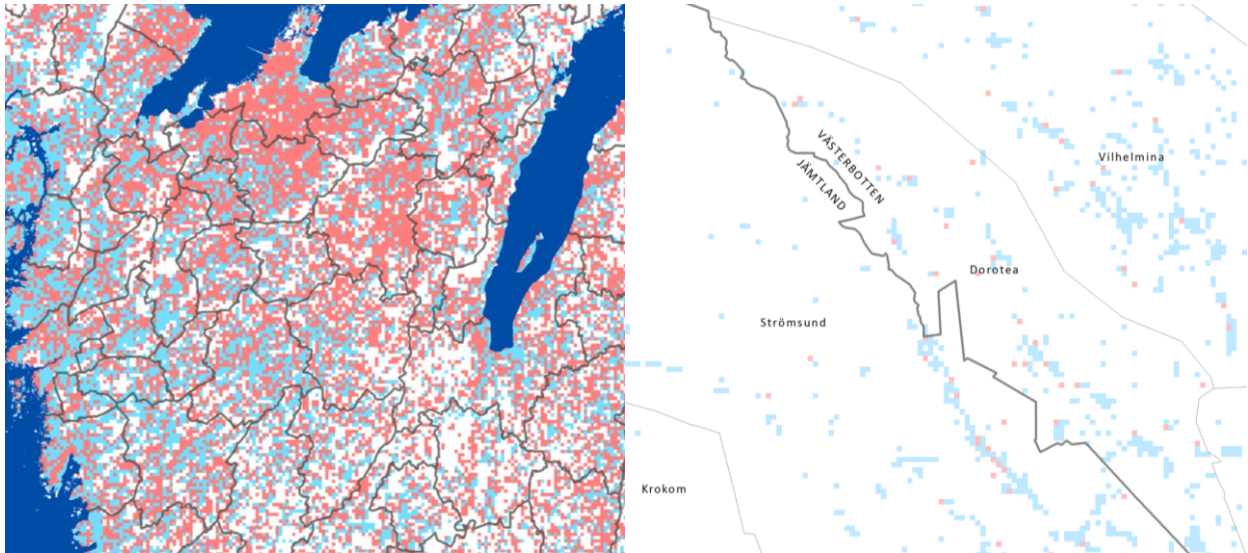 VÄSTERBOTTEN
JÄMTLAND
Vilhelmina
Dorotea
Strömsund
Krokom